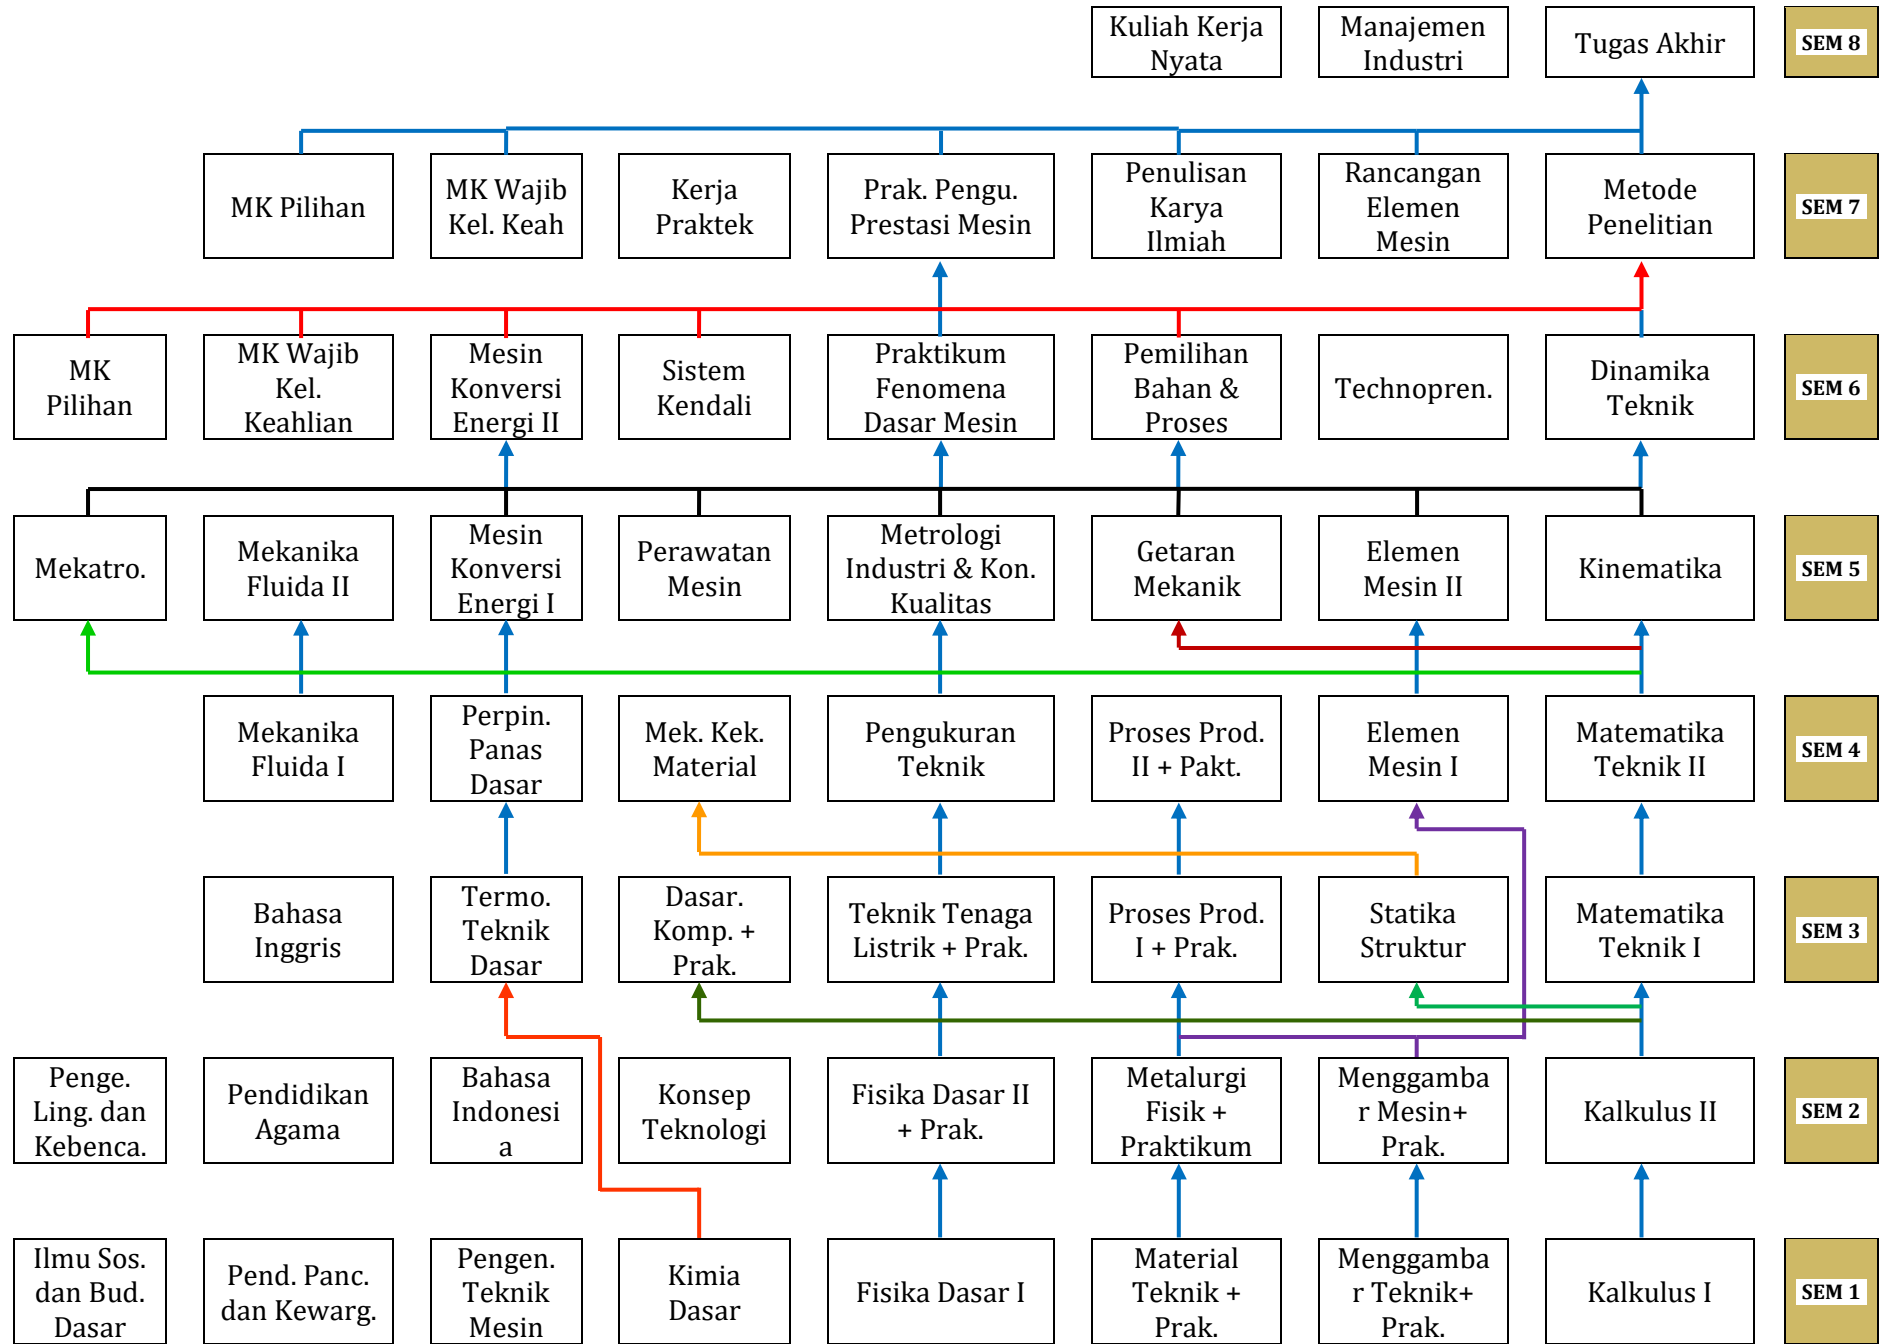 Kuliah Kerja
Nyata
Manajemen
Industri
Tugas Akhir
SEM 8
MK Pilihan
MK Wajib
Kel. Keah
Kerja
Praktek
Prak. Pengu.
Prestasi Mesin
Penulisan
Karya
Ilmiah
Rancangan
Elemen
Mesin
Metode
Penelitian
SEM 7
MK
Pilihan
MK Wajib
Kel.
Keahlian
Mesin
Konversi
Energi II
Sistem
Kendali
Praktikum
Fenomena
Dasar Mesin
Pemilihan
Bahan &
Proses
Technopren.
Dinamika
Teknik
SEM 6
Mekatro.
Mekanika
Fluida II
Mesin
Konversi
Energi I
Perawatan
Mesin
Metrologi
Industri & Kon.
Kualitas
Getaran
Mekanik
Elemen
Mesin II
Kinematika
SEM 5
Mekanika
Fluida I
Perpin.
Panas
Dasar
Mek. Kek.
Material
Pengukuran
Teknik
Proses Prod.
II + Pakt.
Elemen
Mesin I
Matematika
Teknik II
SEM 4
Bahasa
Inggris
Termo.
Teknik
Dasar
Dasar.
Komp. +
Prak.
Teknik Tenaga
Listrik + Prak.
Proses Prod.
I + Prak.
Statika
Struktur
Matematika
Teknik I
SEM 3
Penge.
Ling. dan
Kebenca.
Pendidikan
Agama
Bahasa
Indonesi
a
Konsep
Teknologi
Fisika Dasar II
+ Prak.
Metalurgi
Fisik +
Praktikum
Menggamba
r Mesin+
Prak.
Kalkulus II
SEM 2
Ilmu Sos.
dan Bud.
Dasar
Pend. Panc.
dan Kewarg.
Pengen.
Teknik
Mesin
Kimia
Dasar
Fisika Dasar I
Material
Teknik +
Prak.
Menggamba
r Teknik+
Prak.
Kalkulus I
SEM 1